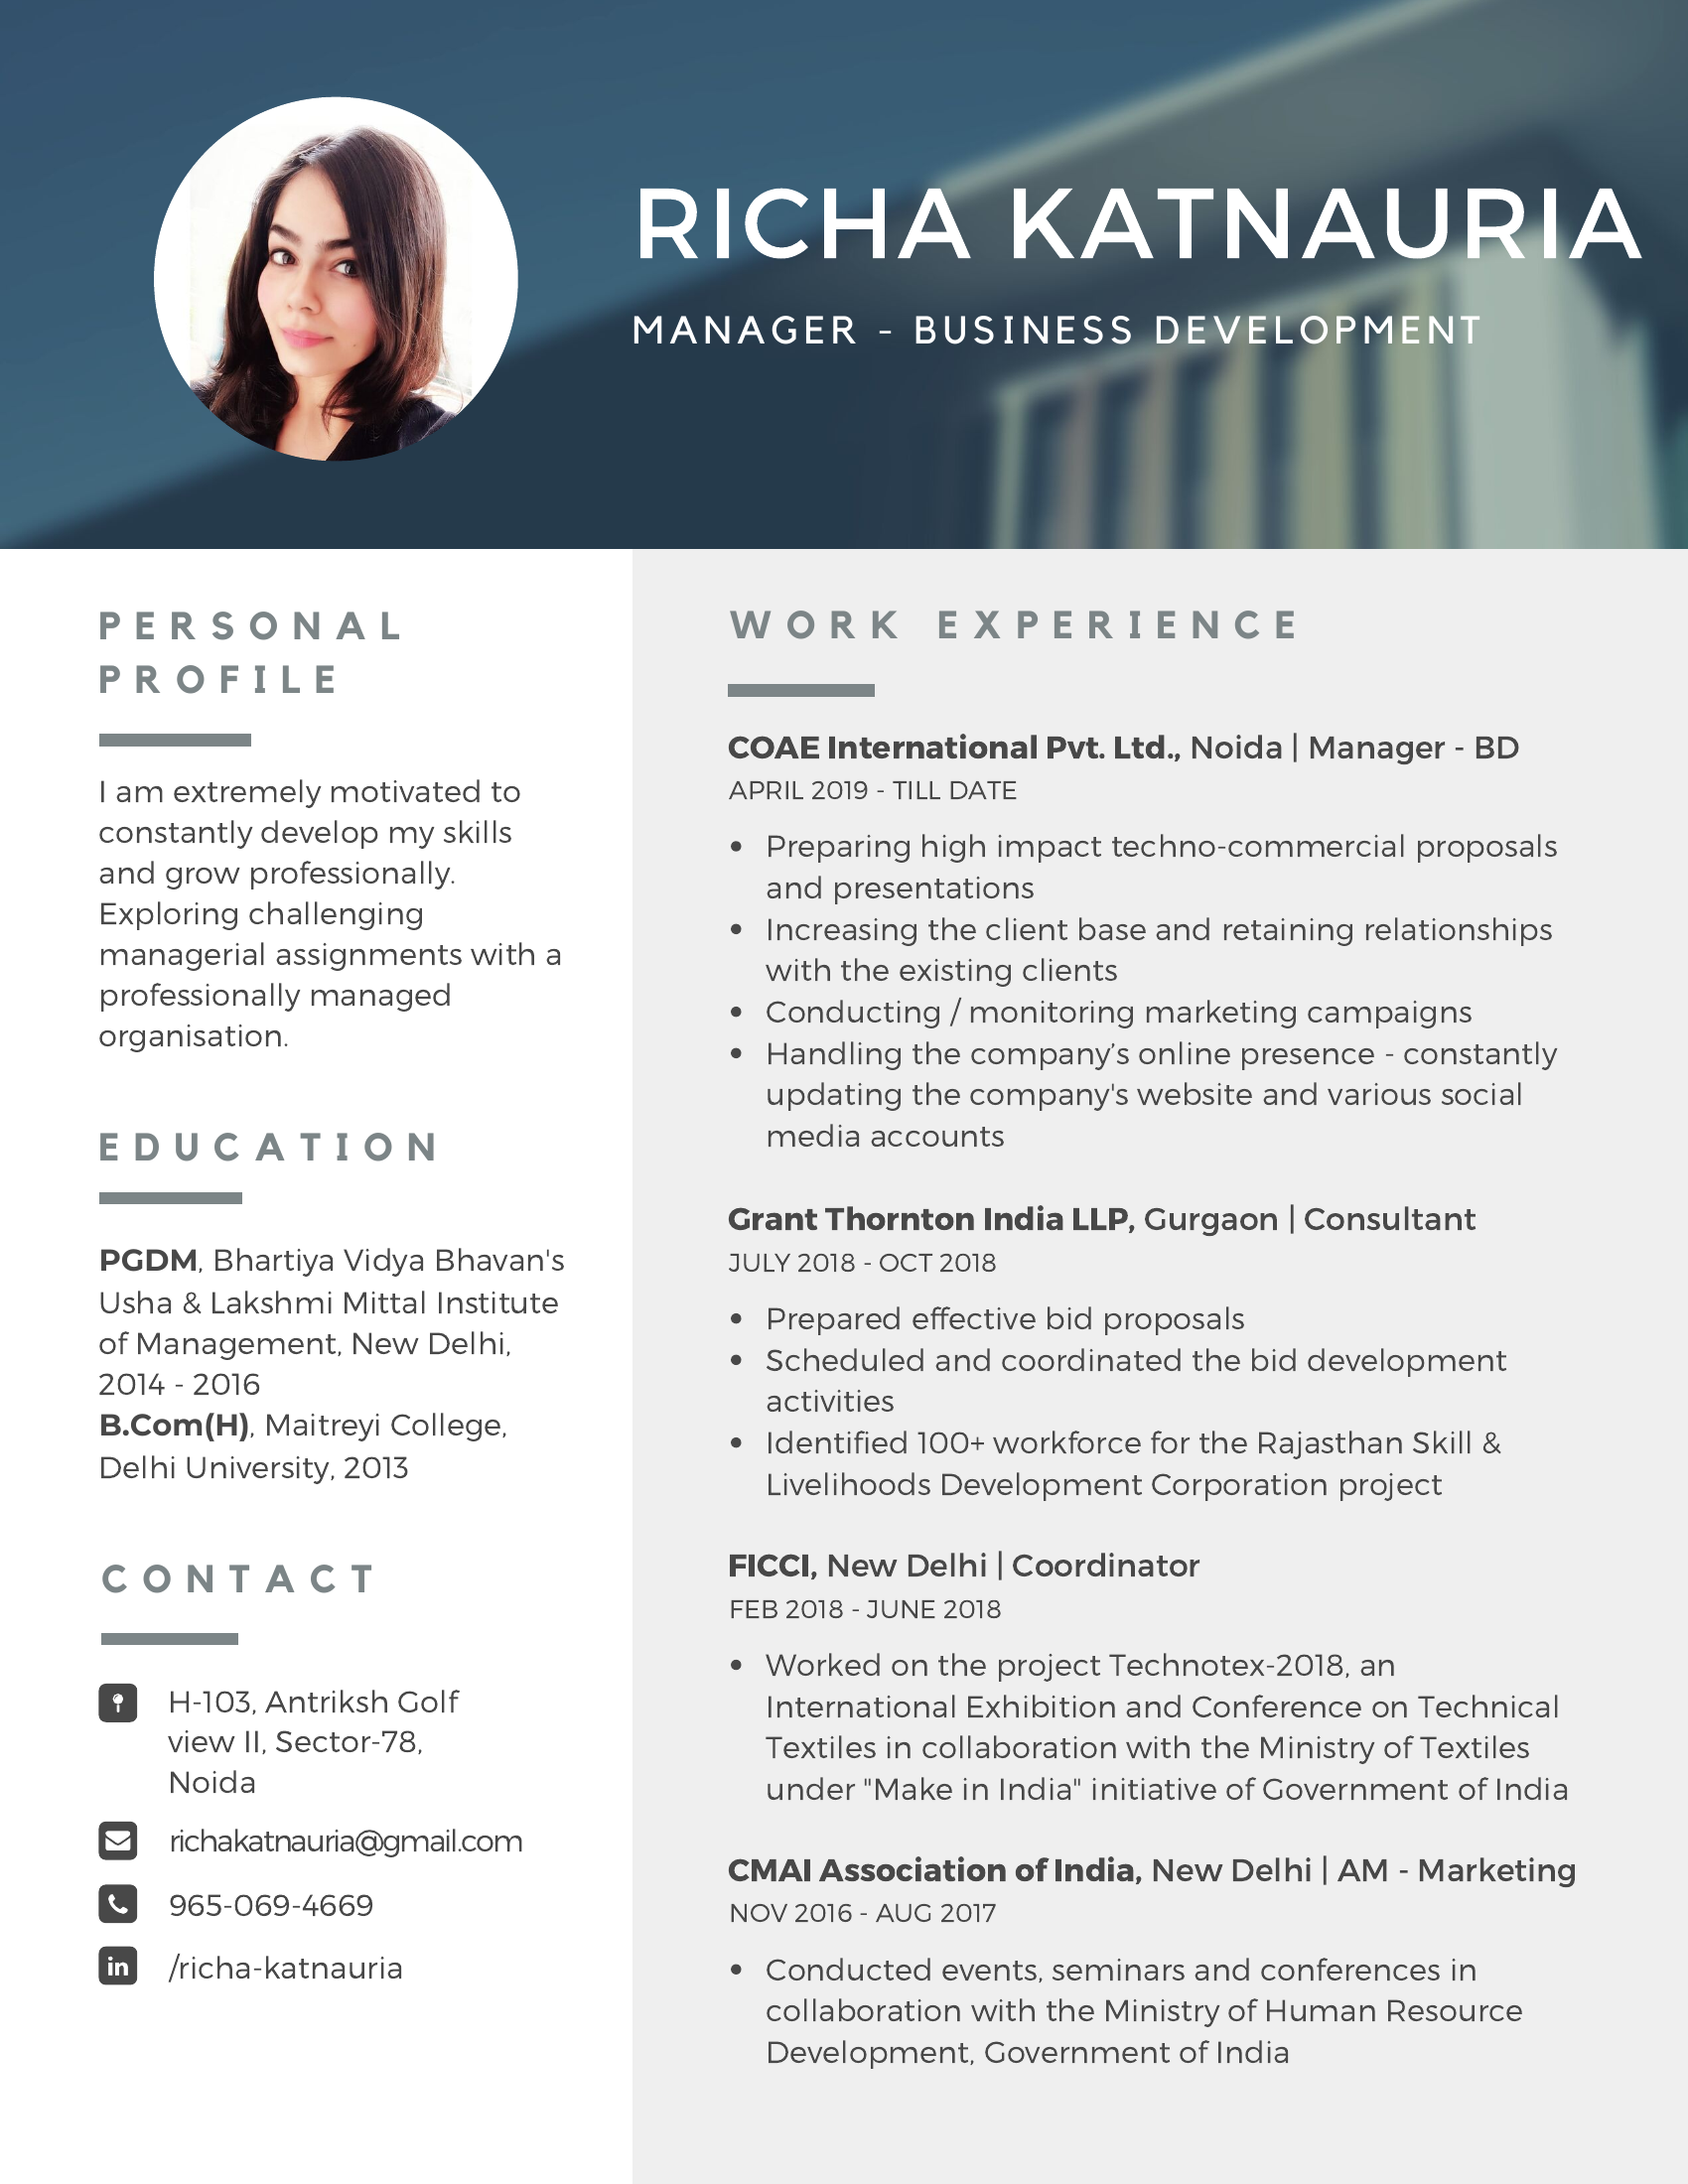 RICHA KATNAURIA
MANAGER - BUSINESS DEVELOPMENT
PERSONAL
PROFILE
I am extremely motivated to
constantly develop my skills
and grow professionally.
Exploring challenging
managerial assignments with a
professionally managed
organisation.
EDUCATION
PGDM, Bhartiya Vidya Bhavan's
Usha & Lakshmi Mittal Institute
of Management, New Delhi,
2014 - 2016
B.Com(H), Maitreyi College,
Delhi University, 2013
CONTACT
H-103, Antriksh Golf
view II, Sector-78,
Noida
richakatnauria@gmail.com
965-069-4669
in /richa-katnauria
WORK EXPERIENCE
COAE International Pvt. Ltd., Noida | Manager - BD
APRIL 2019 - TILL DATE
• Preparing high impact techno-commercial proposals
and presentations
• Increasing the client base and retaining relationships
with the existing clients
• Conducting / monitoring marketing campaigns
• Handling the company’s online presence - constantly
updating the company's website and various social
media accounts
Grant Thornton India LLP, Gurgaon | Consultant
JULY 2018 - OCT 2018
• Prepared effective bid proposals
• Scheduled and coordinated the bid development
activities
• Identified 100+ workforce for the Rajasthan Skill &
Livelihoods Development Corporation project
FICCI, New Delhi | Coordinator
FEB 2018 - JUNE 2018
• Worked on the project Technotex-2018, an
International Exhibition and Conference on Technical
Textiles in collaboration with the Ministry of Textiles
under "Make in India" initiative of Government of India
CMAI Association of India, New Delhi | AM - Marketing
NOV 2016 - AUG 2017
• Conducted events, seminars and conferences in
collaboration with the Ministry of Human Resource
Development, Government of India